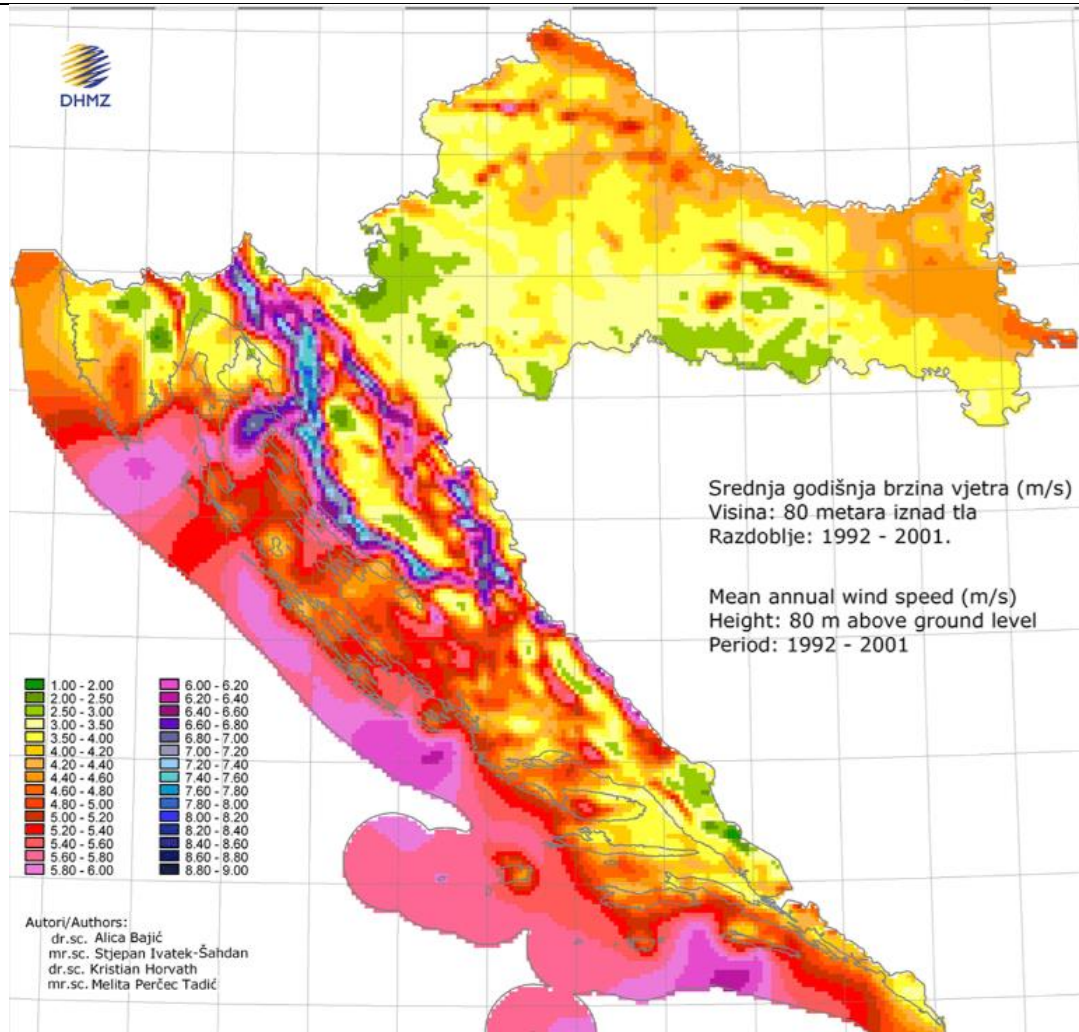 DHMZ
Srednja godišnja brzina vjetra (m/s)
Visina: 80 metara iznad tla
Razdoblje: 1992 - 2001.
Mean annual wind speed (m/s)
Height: 80 m above ground level
Period: 1992 - 2001
1.00 - 2.00
2.00 - 2.50
2.50 - 3.00
3.00 - 3.50
3.50 - 4.00
4.00 - 4.20
4.20 - 4.40
4.40 - 4.60
4.60 - 4.80
4.80 - 5.00
5.00 - 5.20
5.20 - 5.40
5.40 - 5.60
5.60 - 5.80
5.80 - 6.00
6.00 - 6.20
6.20 - 6.40
6.40 - 6.60
6.60 - 6.80
6.80 - 7.00
7.00 - 7.20
7.20 - 7.40
7.40 - 7.60
7.60 - 7.80
7.80 - 8.00
8.00 - 8.20
8.20 - 8.40
8.40 - 8.60
8.60 - 8.80
8.80 - 9.00
Autori/Authors:
dr.sc. Alica Bajić
mr.sc. Stjepan Ivatek-Šahdan
dr.sc. Kristian Horvath
mr.sc. Melita Perčec Tadić